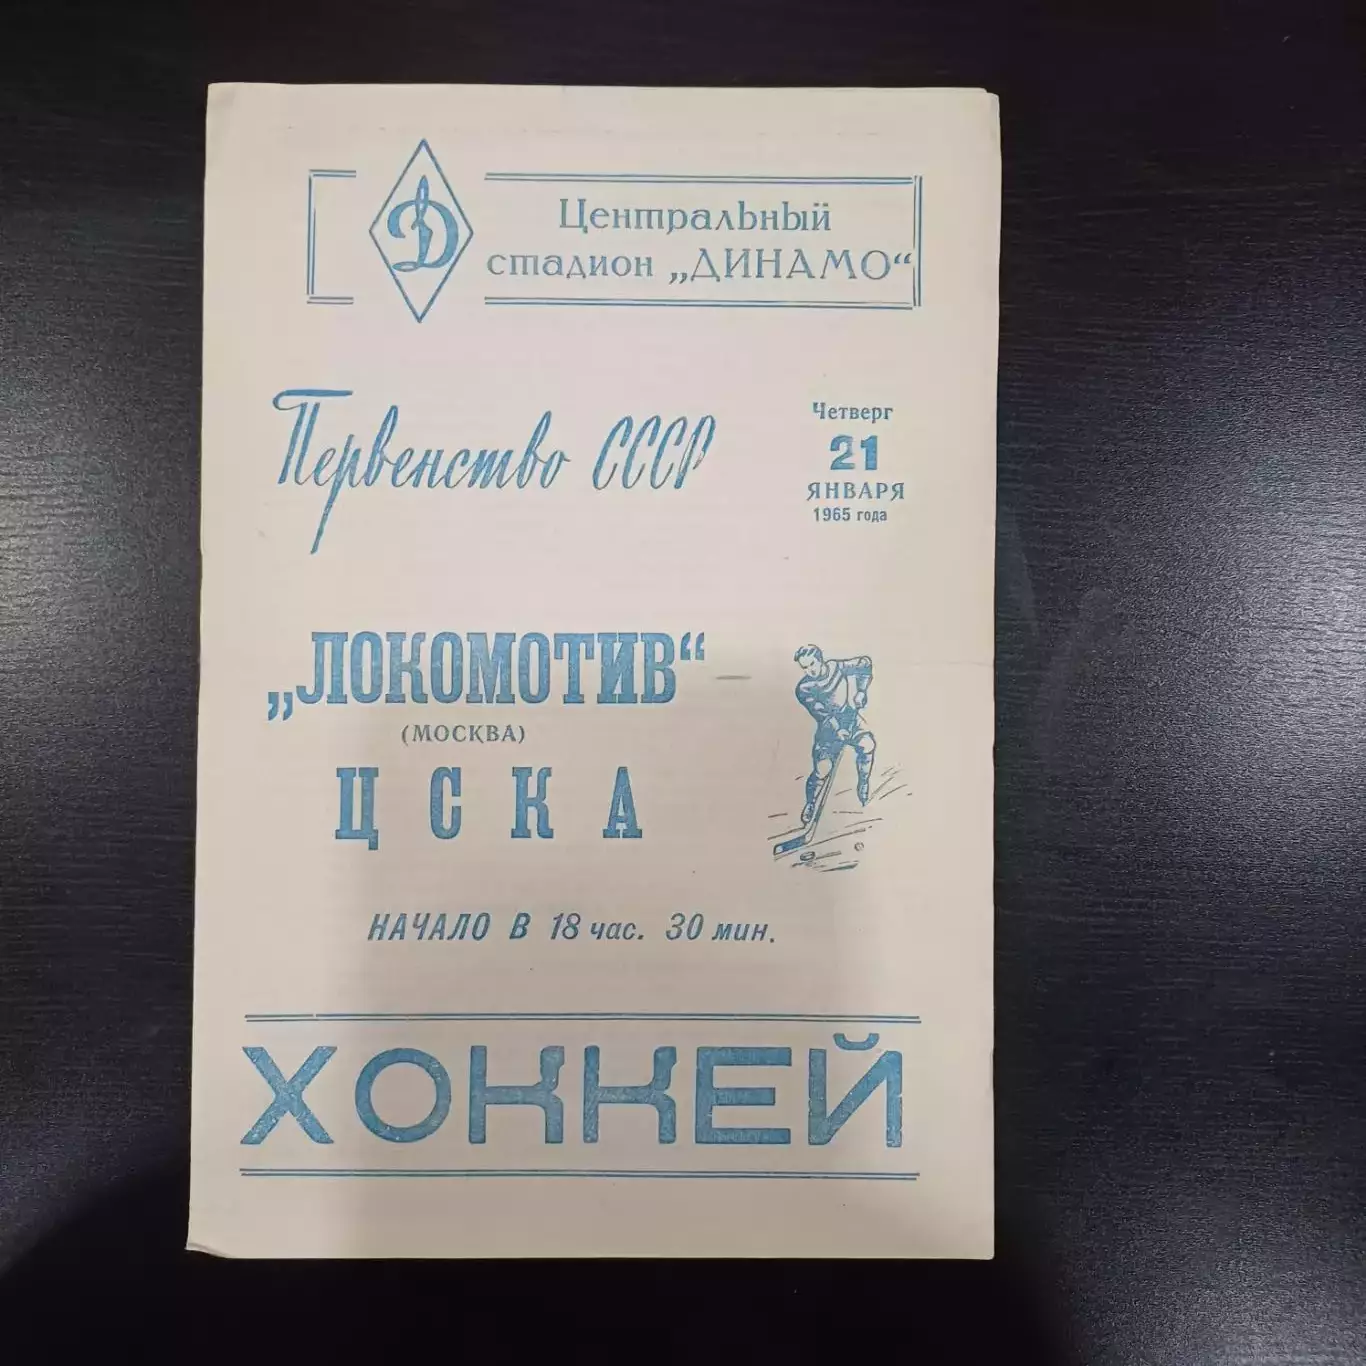 Д
Центральный
стадион „ДИНАМО“
Первенство СССР
Четверг
21
ЯНВАРЯ
1965 года
„ЛОКОМОТИВ“
(МОСКВА)
ЦСКА
НАЧАЛО В 18 час. 30 мин.
ХОККЕЙ